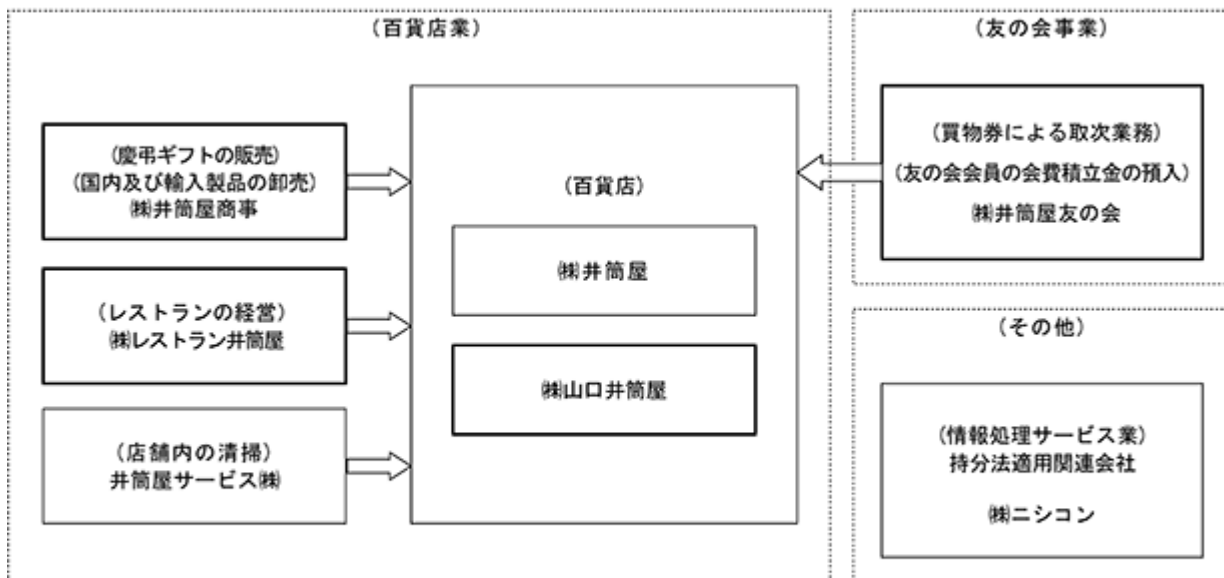 (百貨店業)
(慶弔ギフトの販売)
(国内及び輸入製品の卸売)
㈱井筒屋商事
(レストランの経営)
㈱レストラン井筒屋
(店舗内の清掃)
井筒屋サービス㈱
(百貨店)
㈱井筒屋
㈱山口井筒屋
(友の会事業)
(買物券による取次業務)
(友の会会員の会費積立金の預入)
㈱井筒屋友の会
(その他)
(情報処理サービス業)
持分法適用関連会社
㈱ニシコン